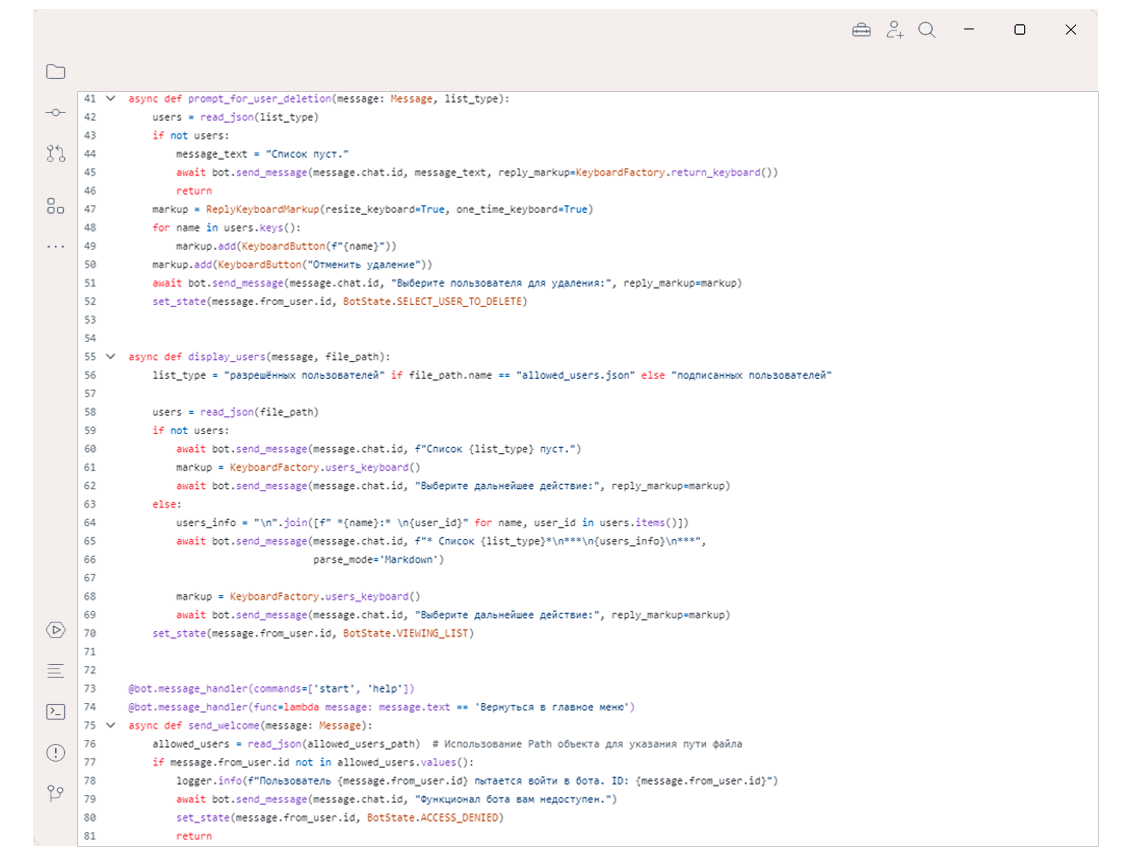 41 async def prompt_for_user_deletion(message: Message, list_type):
42     users = read_json(list_type)
43     if not users:
44         message_text = "Список пуст."
45         await bot.send_message(message.chat.id, message_text, reply_markup=KeyboardFactory.return_keyboard())
46         return
47     markup = ReplyKeyboardMarkup(resize_keyboard=True, one_time_keyboard=True)
48     for name in users.keys():
49         markup.add(KeyboardButton(f"{name}"))
50     markup.add(KeyboardButton("Отменить удаление"))
51     await bot.send_message(message.chat.id, "Выберите пользователя для удаления:", reply_markup=markup)
52     set_state(message.from_user.id, BotState.SELECT_USER_TO_DELETE)
53
54
55 async def display_users(message, file_path):
56     list_type = "разрешённых пользователей" if file_path.name == "allowed_users.json" else "подписанных пользователей"
57
58     users = read_json(file_path)
59     if not users:
60         await bot.send_message(message.chat.id, f"Список {list_type} пуст.")
61         markup = KeyboardFactory.users_keyboard()
62         await bot.send_message(message.chat.id, "Выберите дальнейшее действие:", reply_markup=markup)
63     else:
64         users_info = "\n".join([f" *{name}:* \n{user_id}" for name, user_id in users.items()])
65         await bot.send_message(message.chat.id, f"* Список {list_type}*\n***\n{users_info}\n***",
66                                parse_mode='Markdown')
67
68         markup = KeyboardFactory.users_keyboard()
69         await bot.send_message(message.chat.id, "Выберите дальнейшее действие:", reply_markup=markup)
70     set_state(message.from_user.id, BotState.VIEWING_LIST)
71
72
73 @bot.message_handler(commands=['start', 'help'])
74 @bot.message_handler(func=lambda message: message.text == 'Вернуться в главное меню')
75 async def send_welcome(message: Message):
76     allowed_users = read_json(allowed_users_path)  # Использование Path объекта для указания пути файла
77     if message.from_user.id not in allowed_users.values():
78         logger.info(f"Пользователь {message.from_user.id} пытается войти в бота. ID: {message.from_user.id}")
79         await bot.send_message(message.chat.id, "Функционал бота вам недоступен.")
80         set_state(message.from_user.id, BotState.ACCESS_DENIED)
81         return